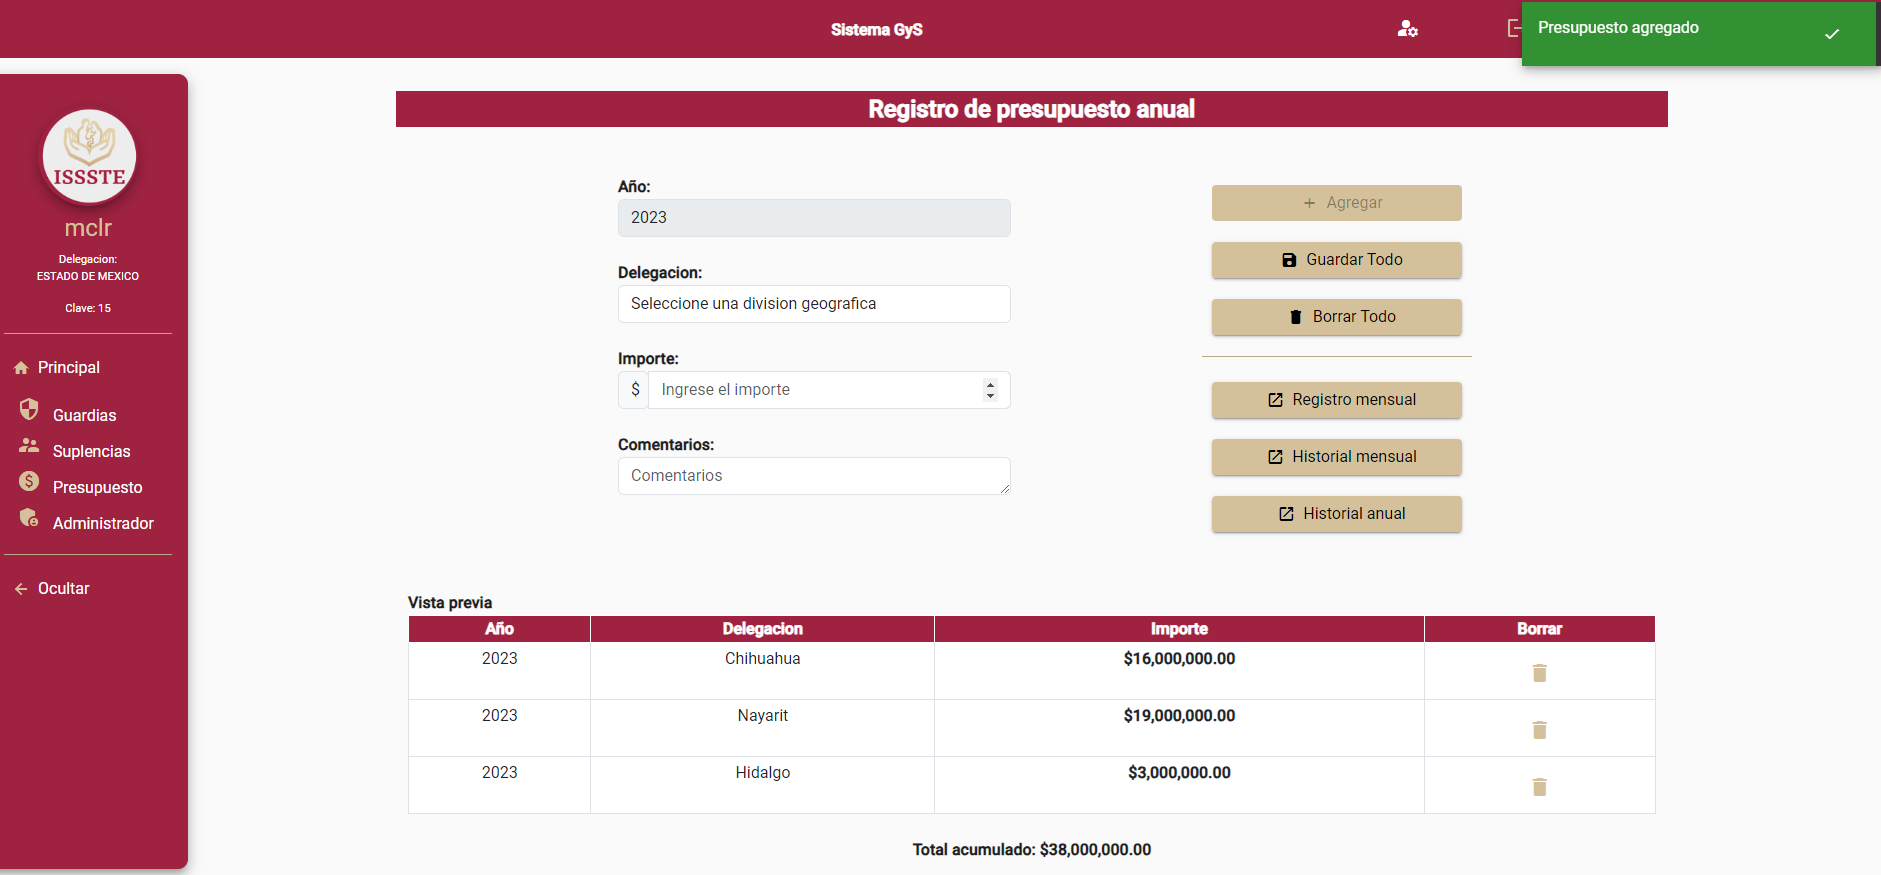 Sistema GyS
Presupuesto agregado
ISSSTE
mclr
Delegacion:
ESTADO DE MEXICO
Clave: 15
Principal
Guardias
Suplencias
Presupuesto
Administrador
Ocultar
Registro de presupuesto anual
Año:
2023
Delegacion:
Seleccione una division geografica
Importe:
$ Ingrese el importe
Comentarios:
Comentarios
+ Agregar
Guardar Todo
Borrar Todo
Registro mensual
Historial mensual
Historial anual
Vista previa
Año Delegacion Importe Borrar
2023 Chihuahua $16,000,000.00
2023 Nayarit $19,000,000.00
2023 Hidalgo $3,000,000.00
Total acumulado: $38,000,000.00